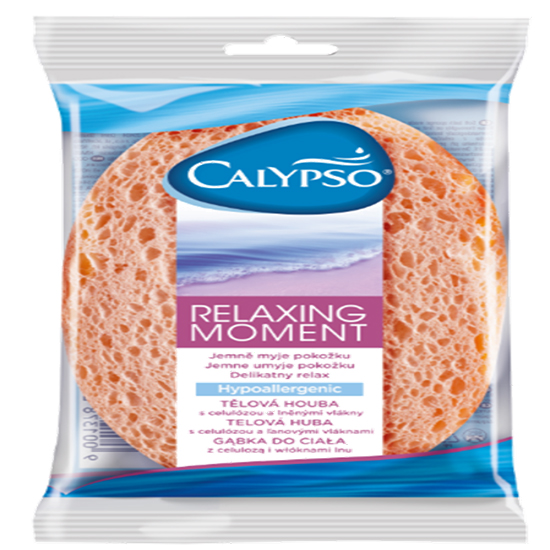 CALYPSO®
RELAXING
MOMENT
Jemně myje pokožku
Jemne umyje pokožku
Delikatny relax
Hypoallergenic
TĚLOVÁ HOUBA
s celulózou a lněnými vlákny
TELOVÁ HUBA
s celulózou a ľanovými vláknami
GĄBKA DO CIAŁA
z celulozą i włóknami lnu